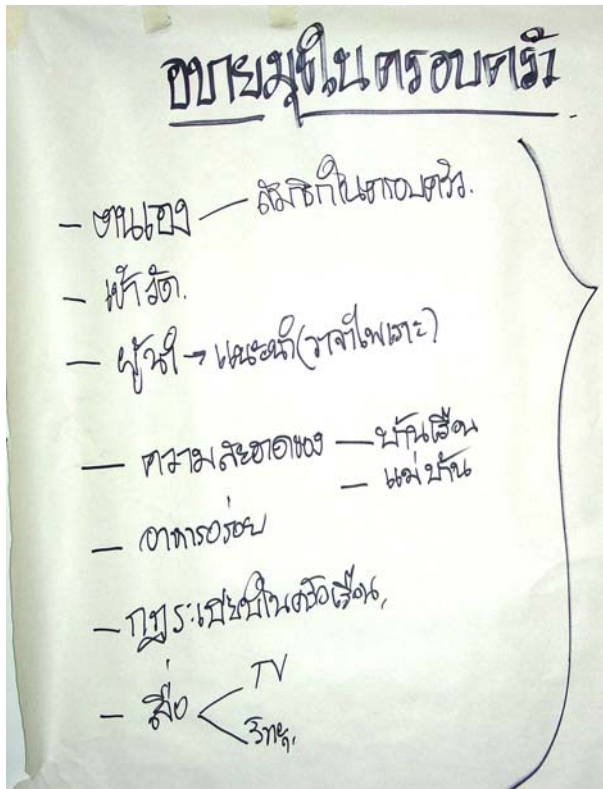 อบายมุขในครอบครัว
- ตนเอง — สมาชิกในครอบครัว.
- เข้าวัด.
- ผู้นำ → แนะนำ (วาจาไพเราะ)
- ความสะอาดของ — บ้านเรือน
— แม่บ้าน
- อาหารอร่อย
- กฎระเบียบในครัวเรือน,
- สื่อ < TV
วิทยุ.